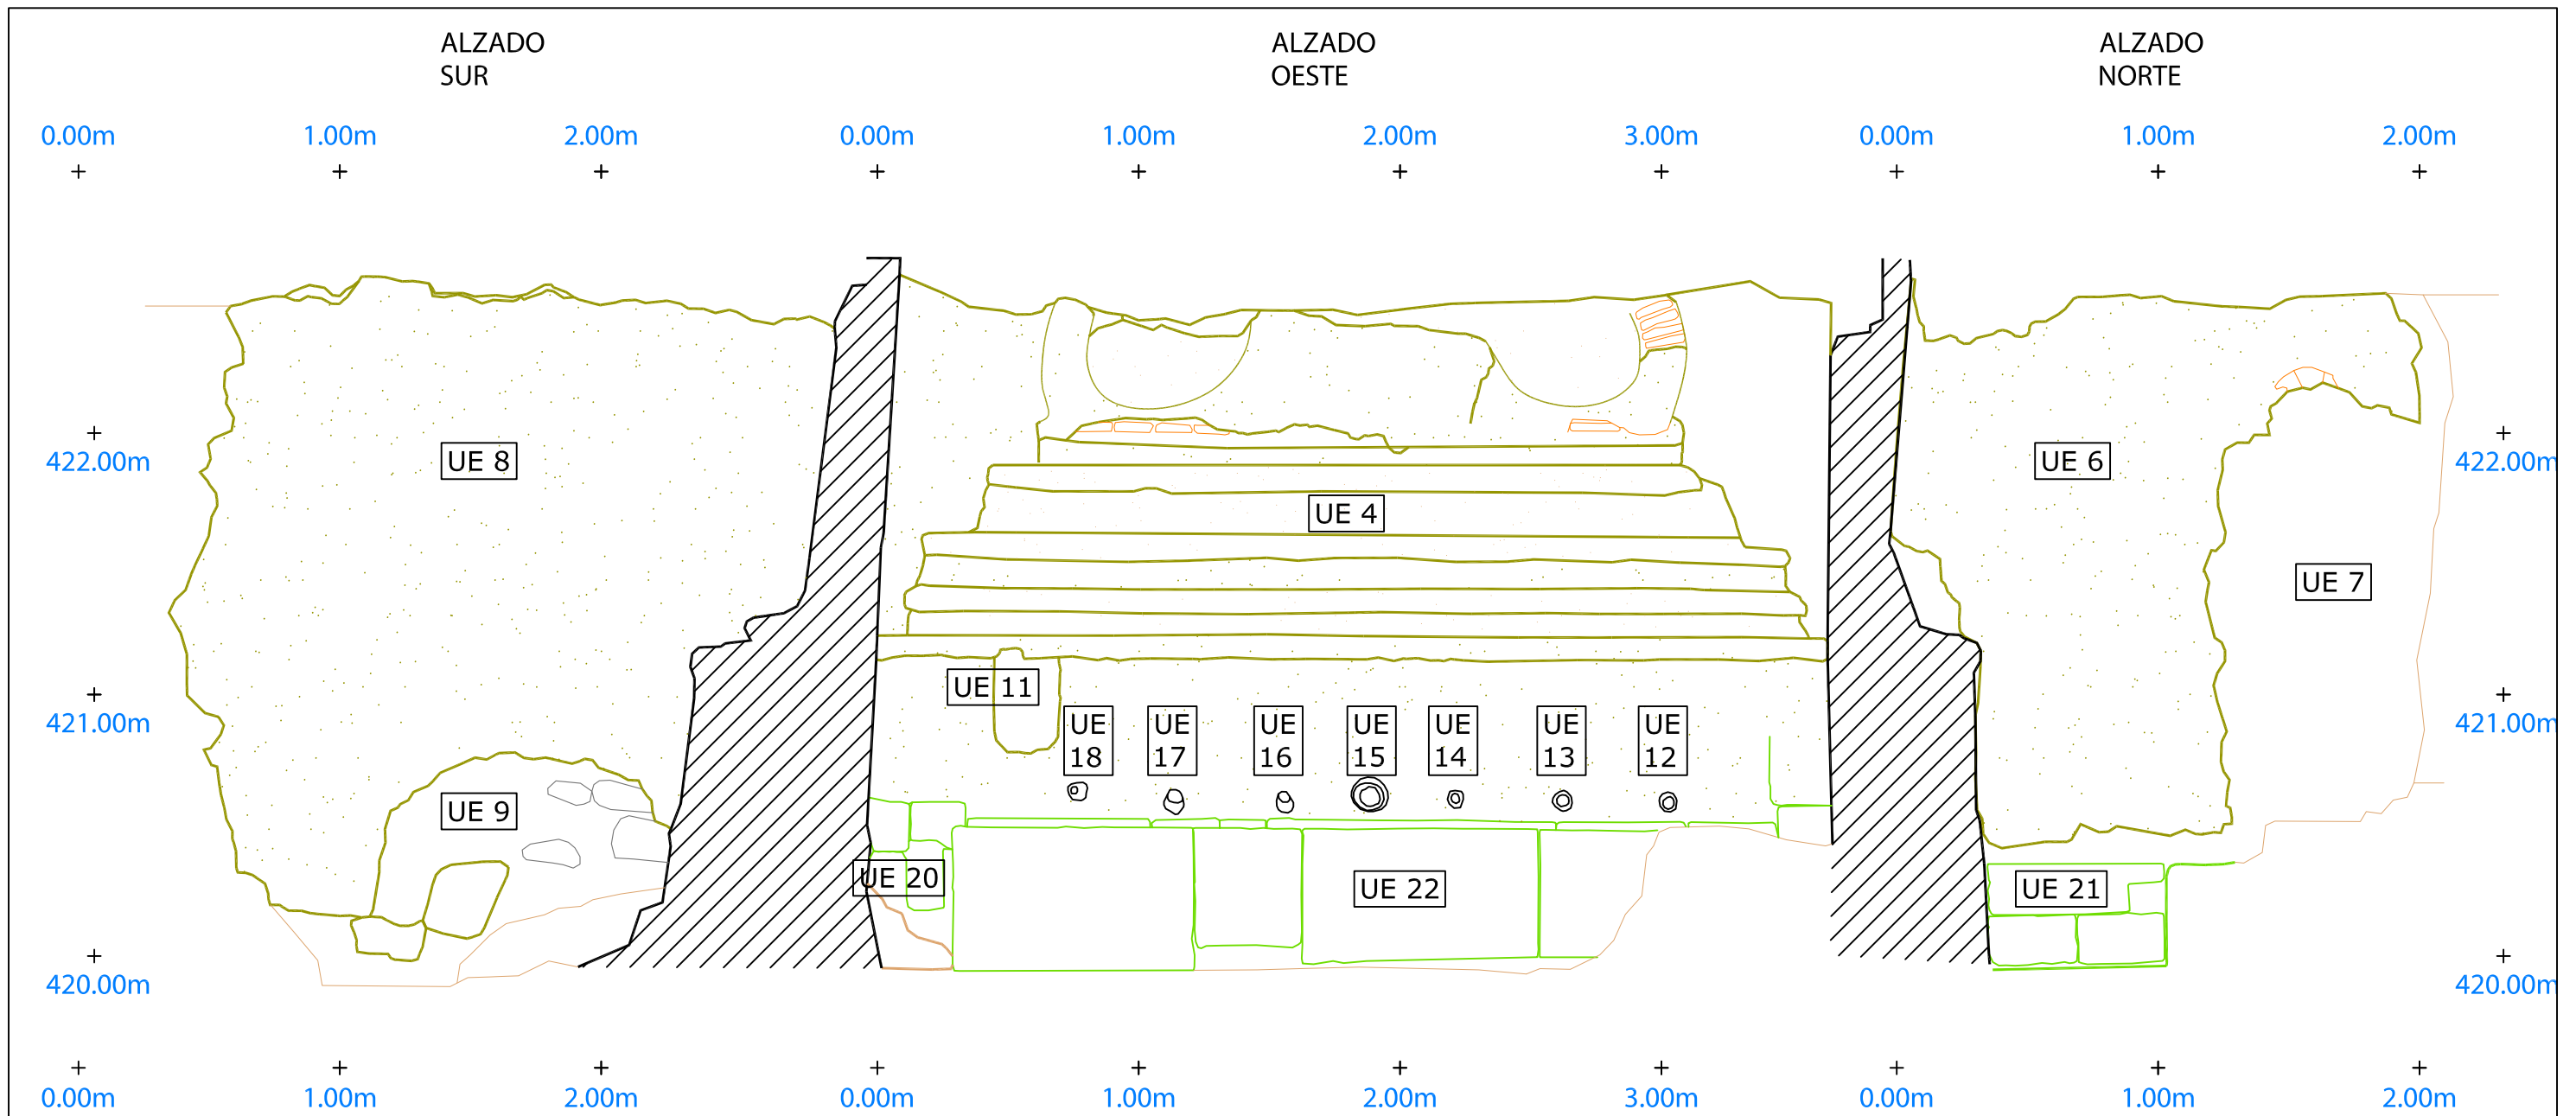 ALZADO
SUR
ALZADO
OESTE
ALZADO
NORTE
0.00m 1.00m 2.00m 0.00m 1.00m 2.00m 3.00m 0.00m 1.00m 2.00m
422.00m
UE 8
UE 6
422.00m
UE 4
UE 7
UE 11
421.00m
UE
18
UE
17
UE
16
UE
15
UE
14
UE
13
UE
12
421.00m
UE 9
UE 20
UE 22
UE 21
420.00m
420.00m
0.00m 1.00m 2.00m 0.00m 1.00m 2.00m 3.00m 0.00m 1.00m 2.00m